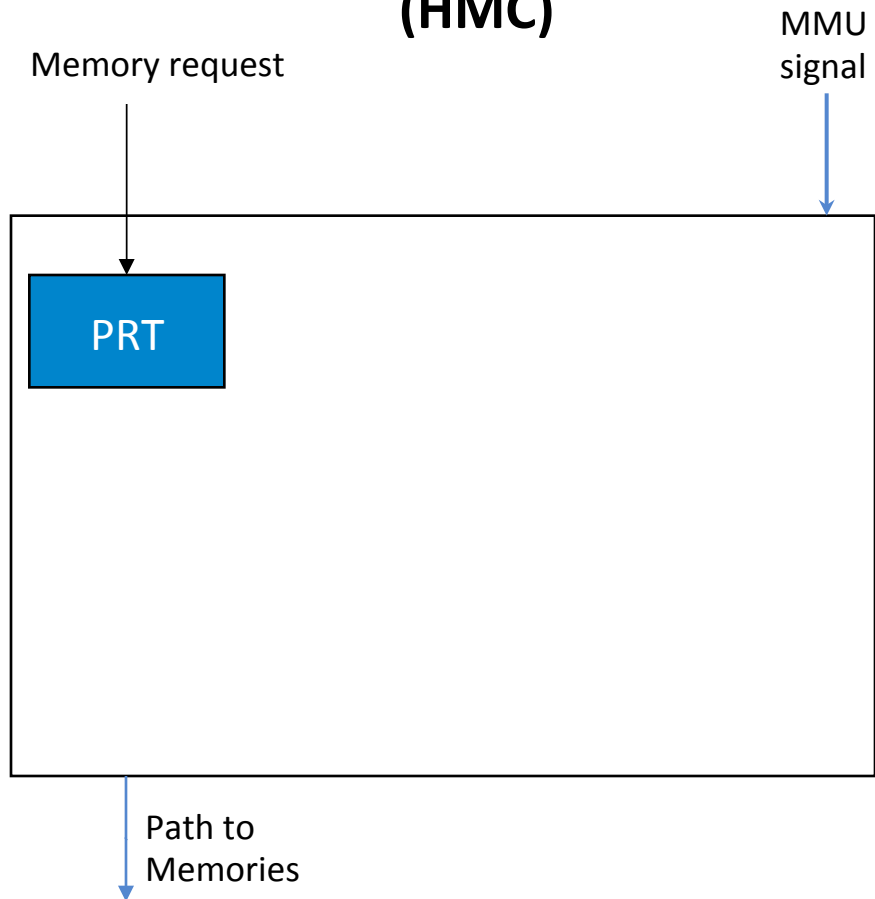 (HMC)
Memory request
MMU
signal
PRT
Path to
Memories